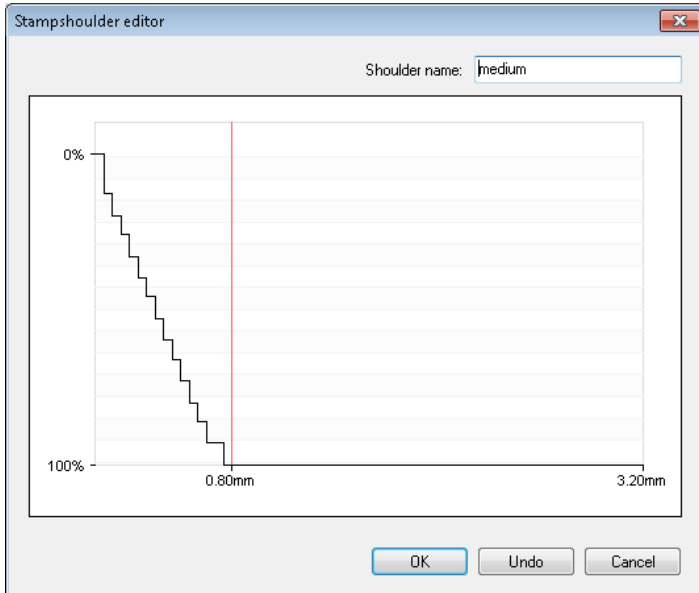 Stampshoulder editor
Shoulder name: medium
0%
100%
0.80mm 3.20mm
OK Undo Cancel